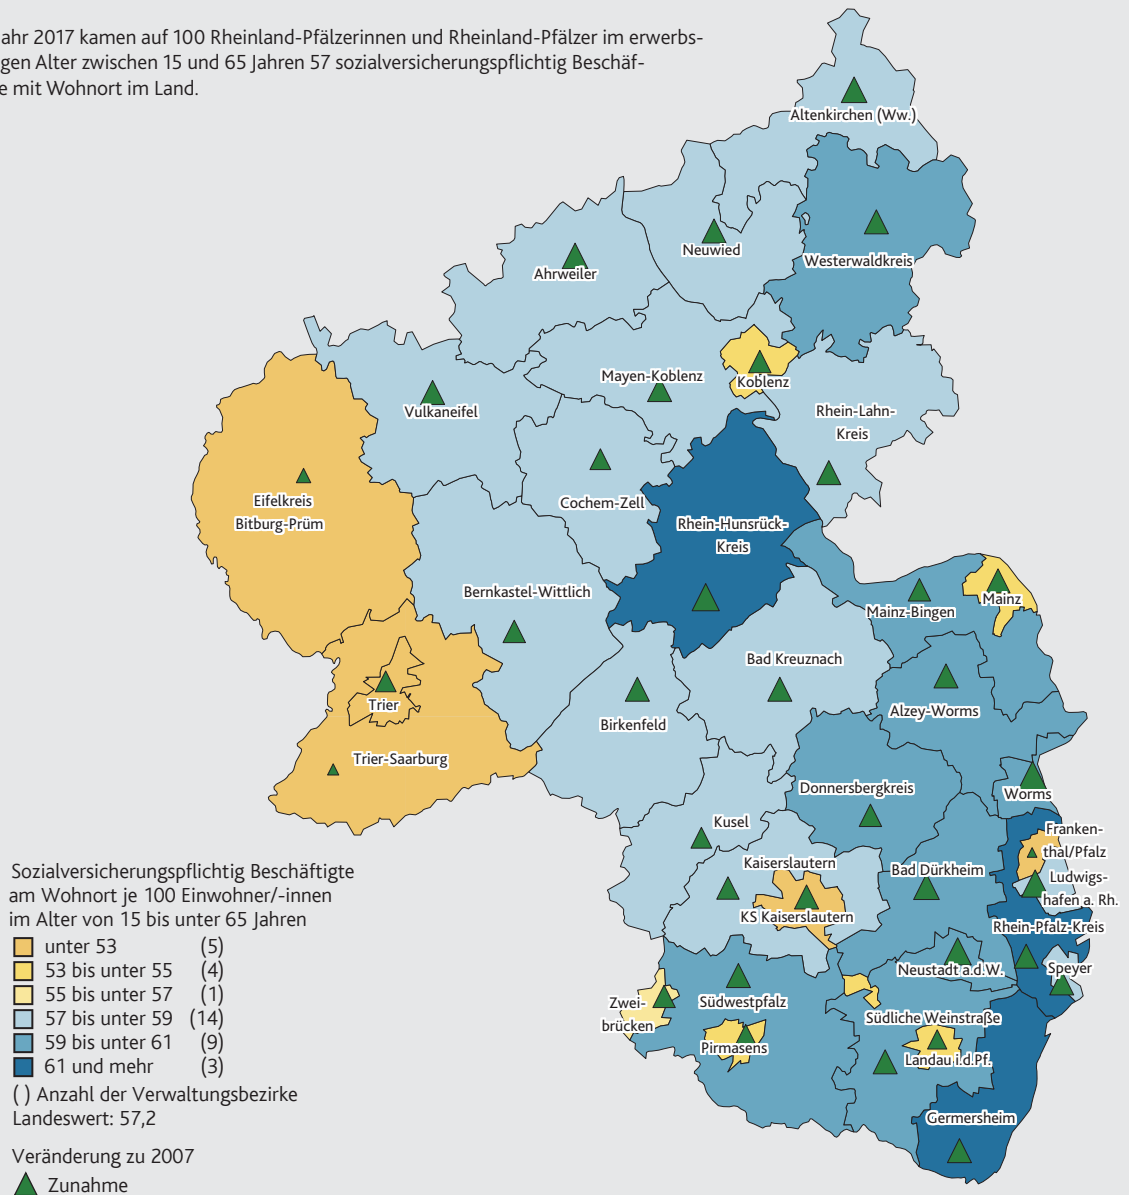 ahr 2017 kamen auf 100 Rheinland-Pfälzerinnen und Rheinland-Pfälzer im erwerbs-
gen Alter zwischen 15 und 65 Jahren 57 sozialversicherungspflichtig Beschäf-
e mit Wohnort im Land.
Altenkirchen (Ww.)
Neuwied
Westerwaldkreis
Ahrweiler
Mayen-Koblenz
Koblenz
Vulkaneifel
Rhein-Lahn-
Kreis
Cochem-Zell
Eifelkreis
Bitburg-Prüm
Rhein-Hunsrück-
Kreis
Bernkastel-Wittlich
Mainz-Bingen
Mainz
Bad Kreuznach
Trier
Birkenfeld
Alzey-Worms
Trier-Saarburg
Donnersbergkreis
Worms
Kusel
Franken-
thal/Pfalz
Kaiserslautern
Bad Dürkheim
Ludwigs-
hafen a. Rh.
KS Kaiserslautern
Rhein-Pfalz-Kreis
Neustadt a.d.W.
Speyer
Zwei-
brücken
Südwestpfalz
Südliche Weinstraße
Pirmasens
Landau i.d.Pf.
Germersheim
Sozialversicherungspflichtig Beschäftigte
am Wohnort je 100 Einwohner/-innen
im Alter von 15 bis unter 65 Jahren
unter 53 (5)
53 bis unter 55 (4)
55 bis unter 57 (1)
57 bis unter 59 (14)
59 bis unter 61 (9)
61 und mehr (3)
( ) Anzahl der Verwaltungsbezirke
Landeswert: 57,2
Veränderung zu 2007
Zunahme